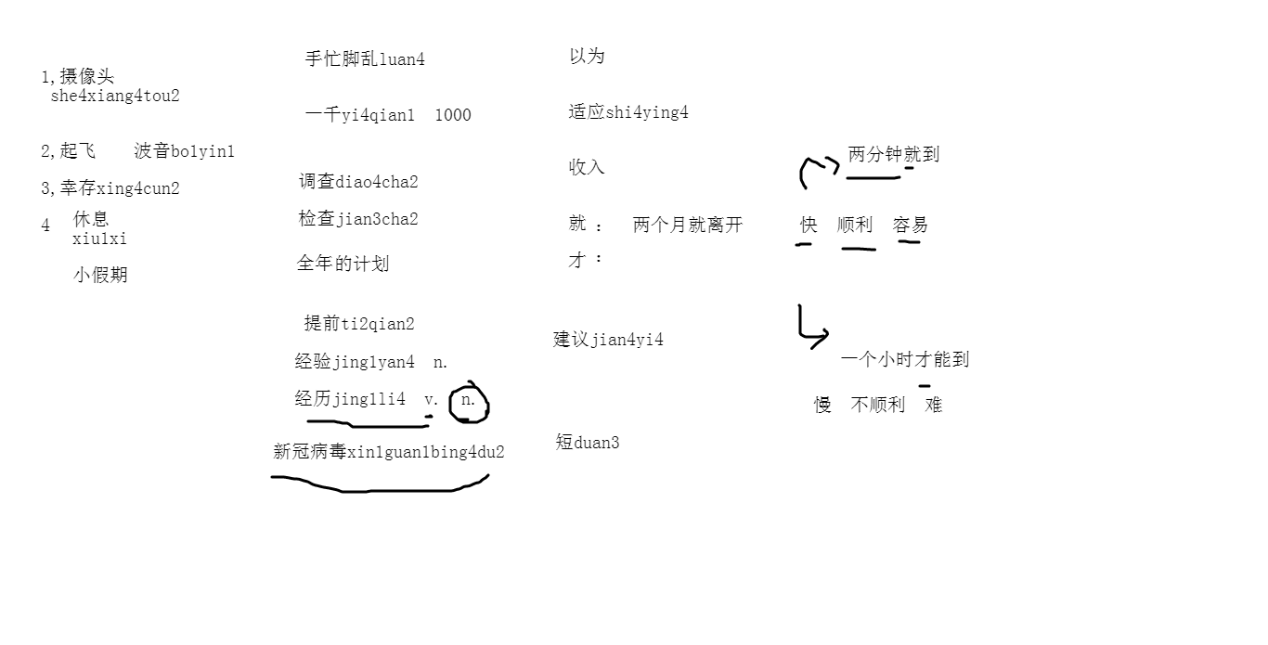 1,摄像头
she4xiang4tou2
2,起飞 波音bo1yin1
3,幸存xing4cun2
4 休息
xiu1xi
小假期
手忙脚乱luan4
一千yi4qian1 1000
调查diao4cha2
检查jian3cha2
全年的计划
提前ti2qian2
经验jing1yan4 n.
经历jing1li4 v. n.
新冠病毒xin1guan1bing4du2
以为
适应shi4ying4
收入
就： 两个月就离开
才：
建议jian4yi4
短duan3
两分钟就到
快 顺利 容易
一个小时才能到
慢 不顺利 难